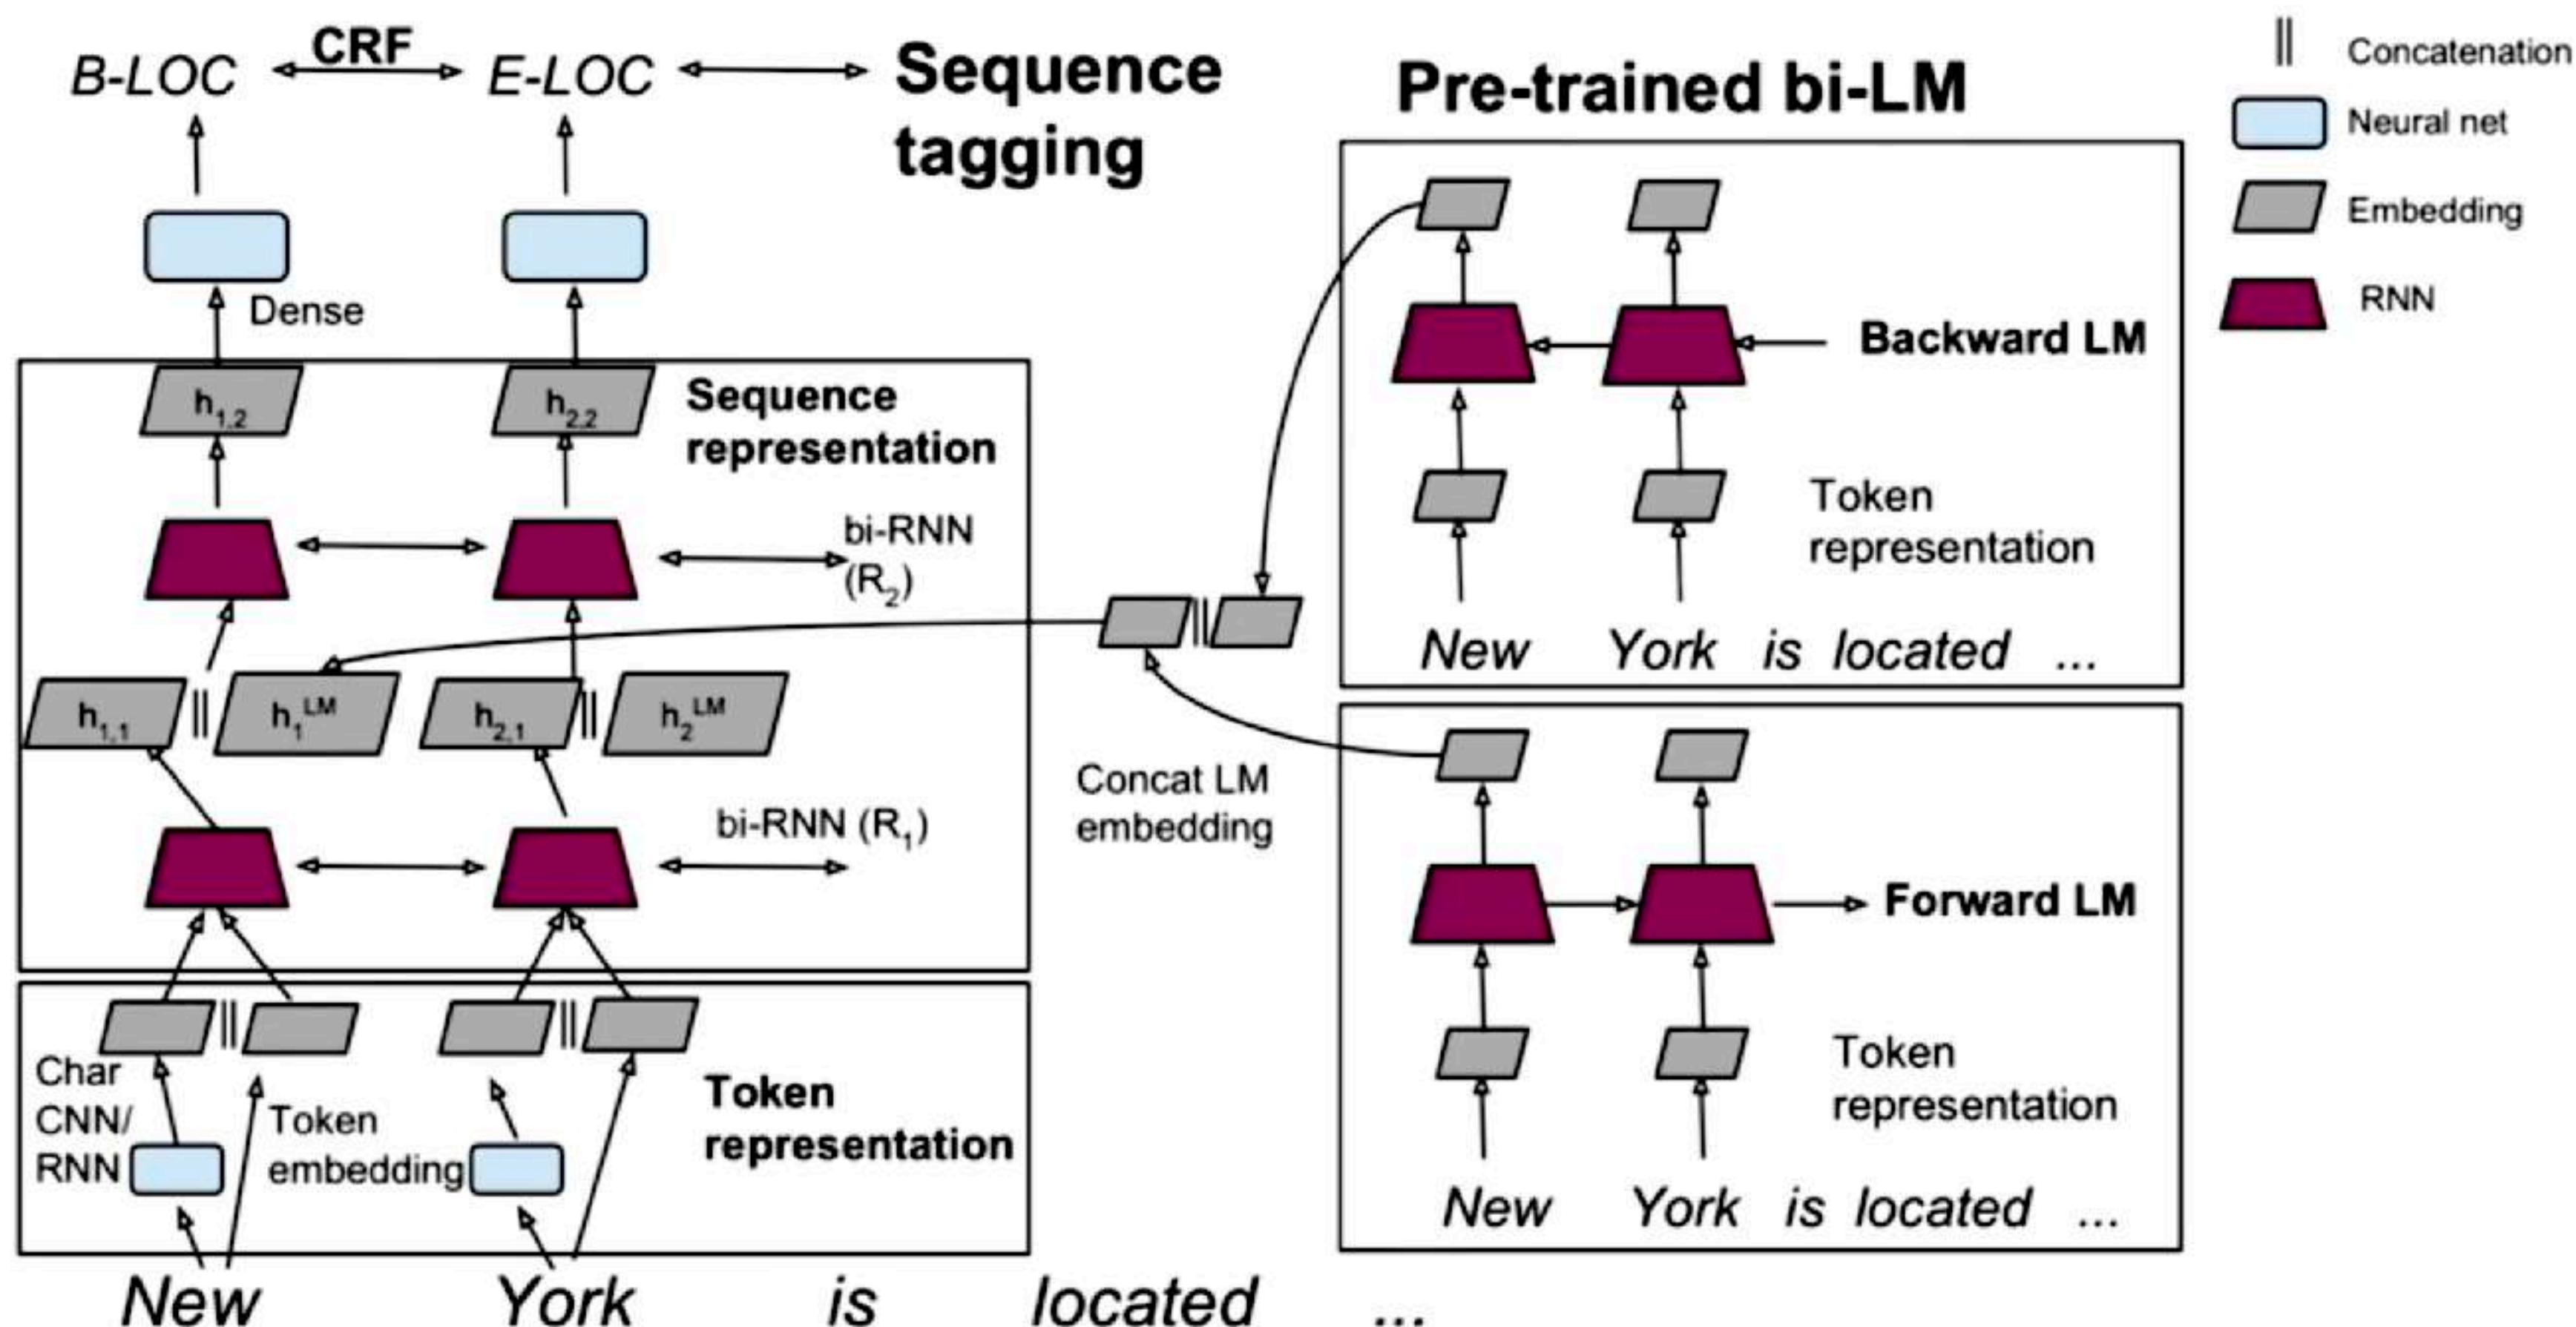 B-LOC CRF E-LOC Sequence
tagging
Dense
h1,2 h2,2 Sequence
representation
bi-RNN
(R2)
h1,1 || h1LM h2,1 || h2LM
bi-RNN (R1)
|| ||
Char
CNN/
RNN
Token
embedding
Token
representation
New York is located ...
||
Concat LM
embedding
Pre-trained bi-LM
Backward LM
Token
representation
New York is located ...
Forward LM
Token
representation
New York is located ...
|| Concatenation
Neural net
Embedding
RNN